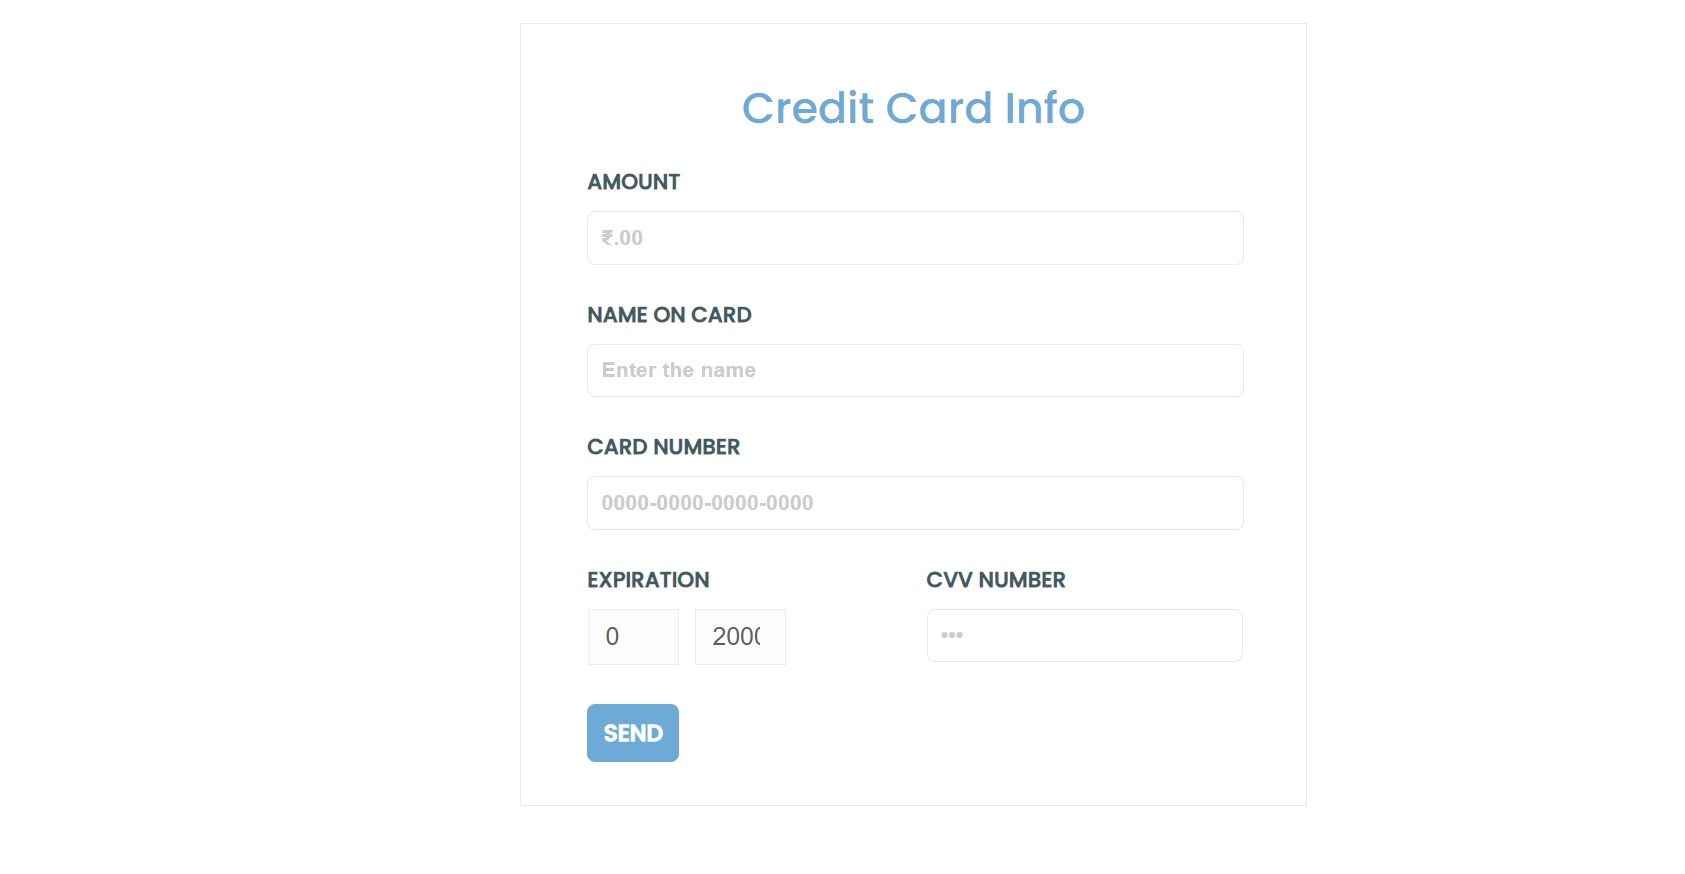 Credit Card Info
AMOUNT
₹.00
NAME ON CARD
Enter the name
CARD NUMBER
0000-0000-0000-0000
EXPIRATION CVV NUMBER
0 2000 •••
SEND